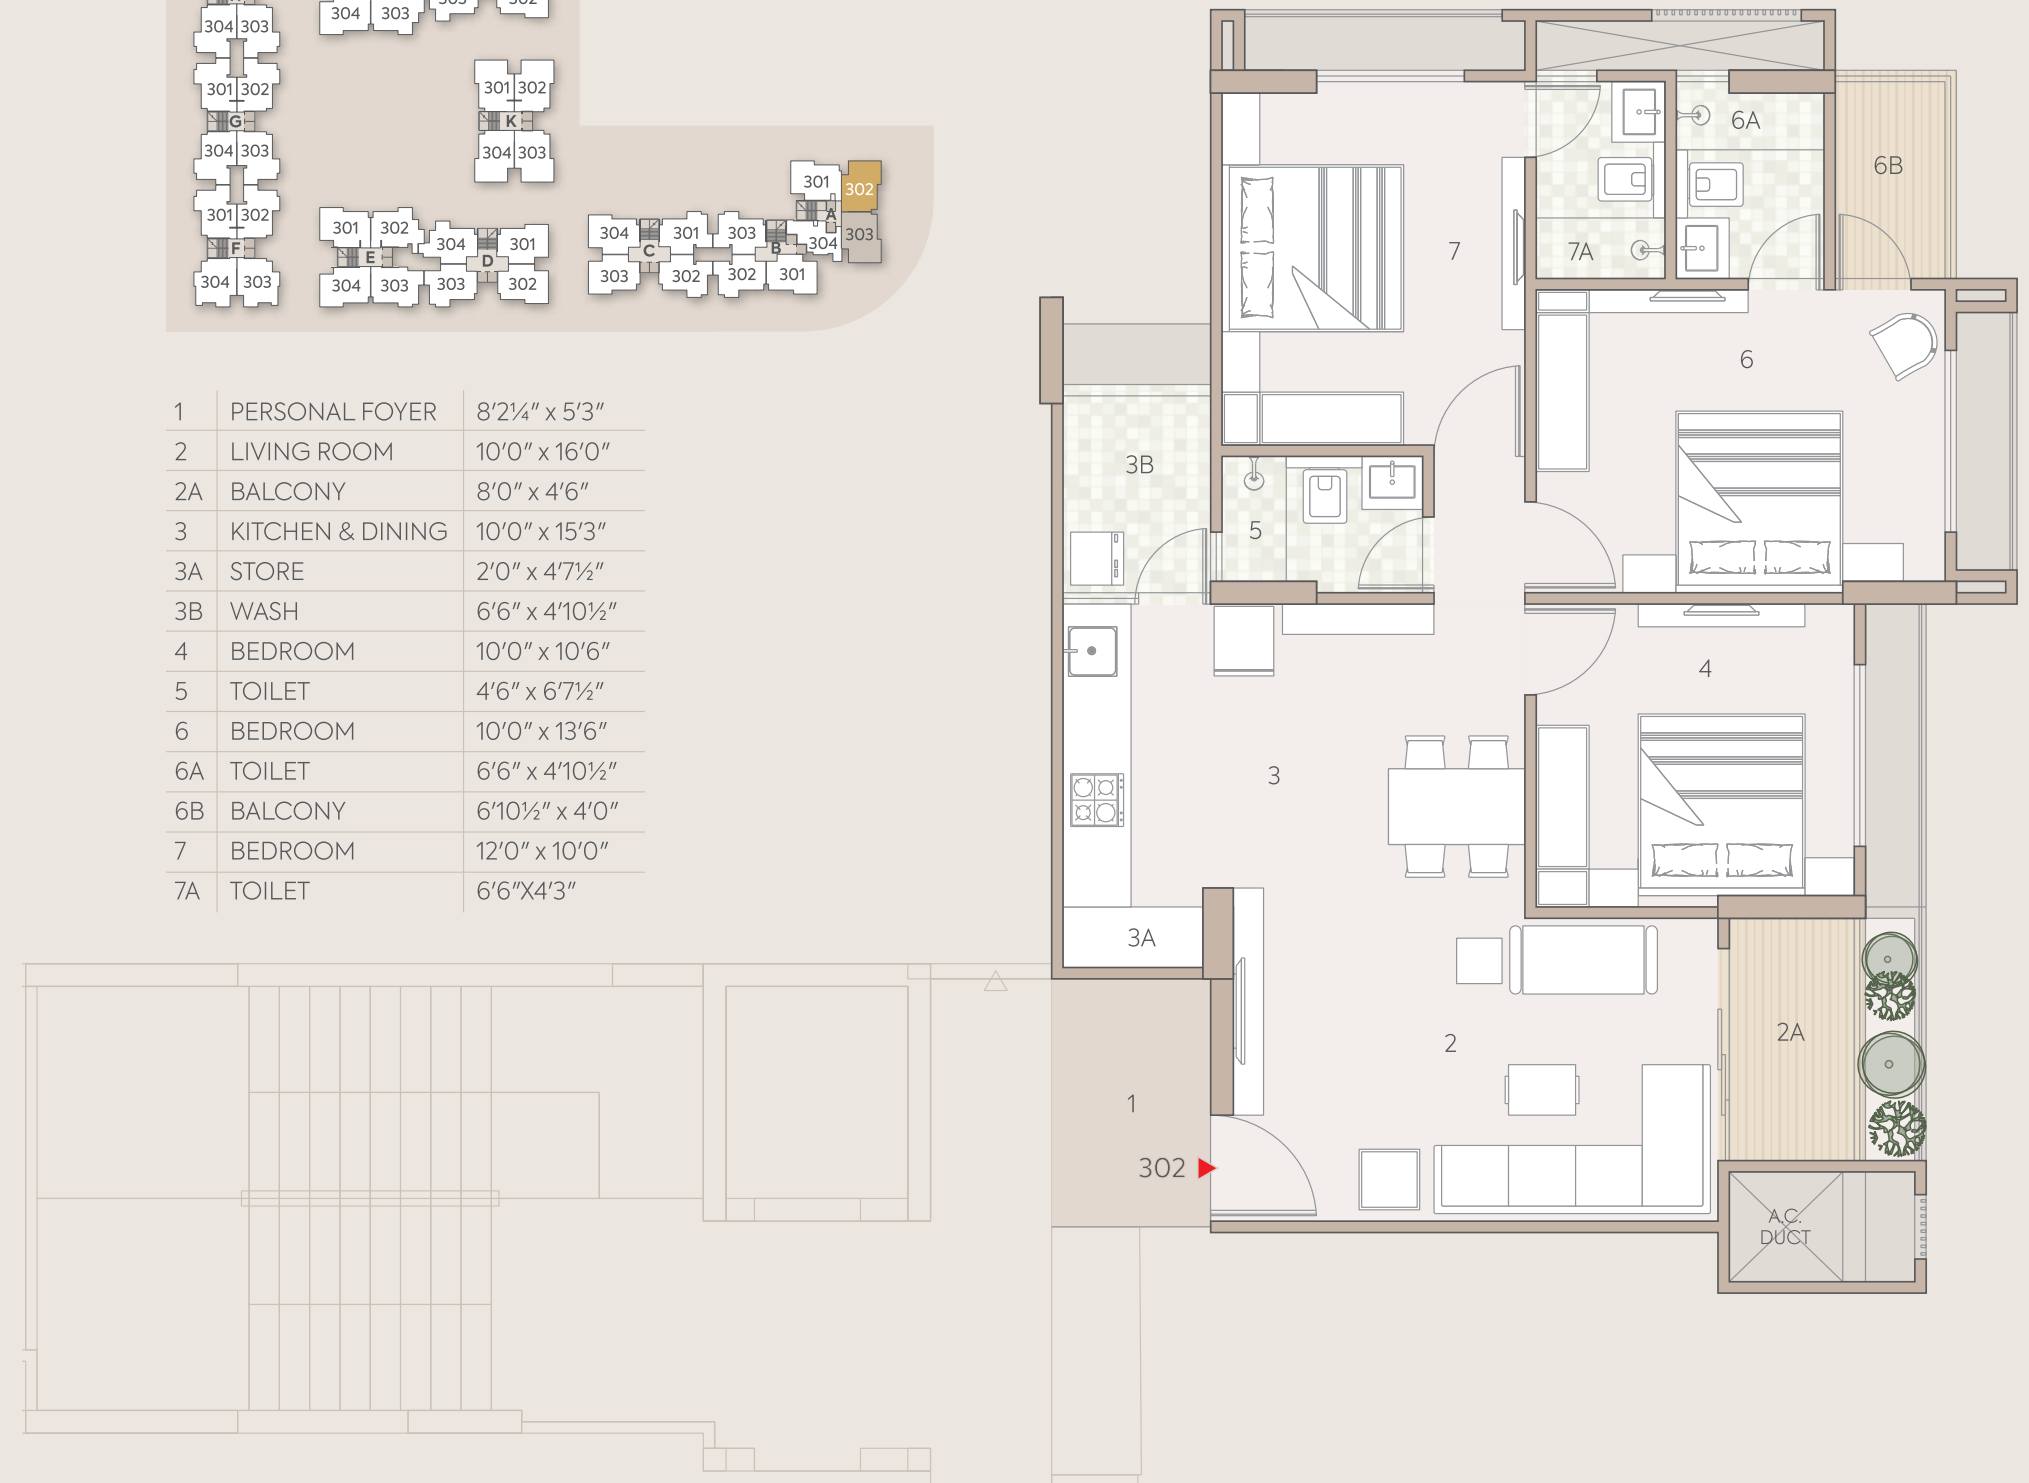 304 303
304 303
303
302
301 302
G
304 303
301 302
F
304 303
301 302
K
304 303
301 302
E
304 303
304 301
D
303 302
304 301
C
303 302
303
B
302 301
301 302
A
304 303
1 PERSONAL FOYER 8'2¼" x 5'3"
2 LIVING ROOM 10'0" x 16'0"
2A BALCONY 8'0" x 4'6"
3 KITCHEN & DINING 10'0" x 15'3"
3A STORE 2'0" x 4'7½"
3B WASH 6'6" x 4'10½"
4 BEDROOM 10'0" x 10'6"
5 TOILET 4'6" x 6'7½"
6 BEDROOM 10'0" x 13'6"
6A TOILET 6'6" x 4'10½"
6B BALCONY 6'10½" x 4'0"
7 BEDROOM 12'0" x 10'0"
7A TOILET 6'6"X4'3"
6A
6B
7
7A
6
3B
5
4
3
3A
2
2A
1
302
A.C.
DUCT